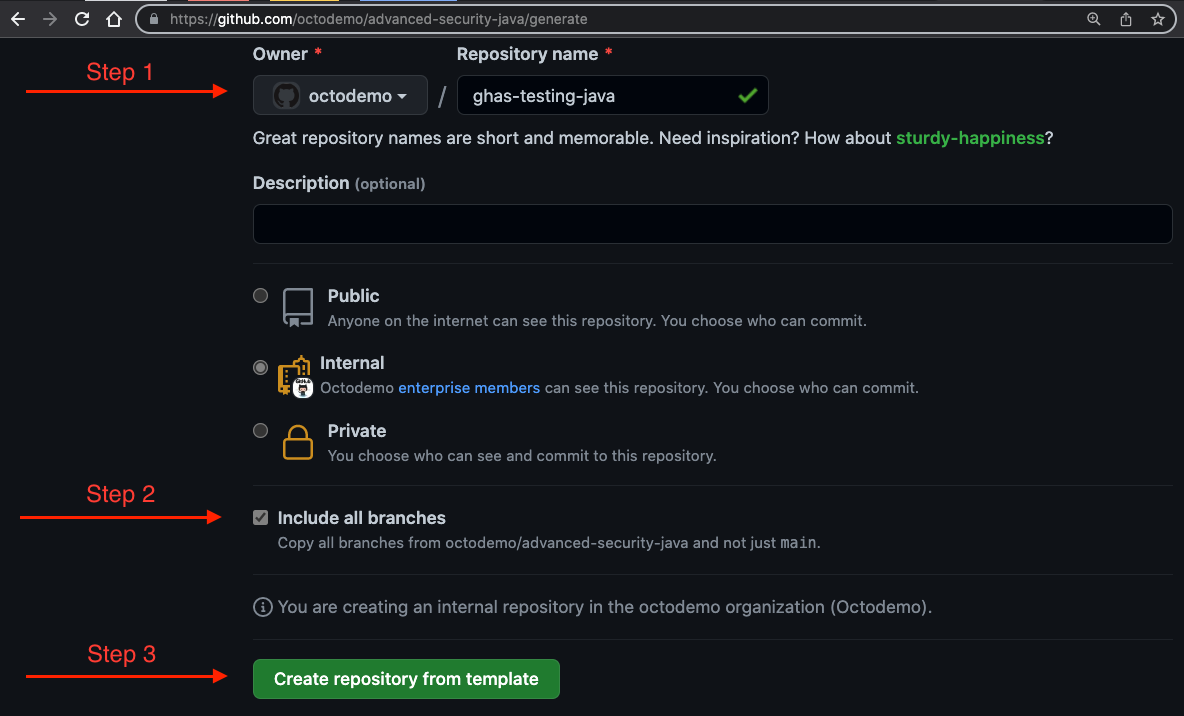 https://github.com/octodemo/advanced-security-java/generate
Owner * Repository name *
Step 1
octodemo / ghas-testing-java
Great repository names are short and memorable. Need inspiration? How about sturdy-happiness?
Description (optional)
Public
Anyone on the internet can see this repository. You choose who can commit.
Internal
Octodemo enterprise members can see this repository. You choose who can commit.
Private
You choose who can see and commit to this repository.
Step 2
Include all branches
Copy all branches from octodemo/advanced-security-java and not just main.
You are creating an internal repository in the octodemo organization (Octodemo).
Step 3
Create repository from template